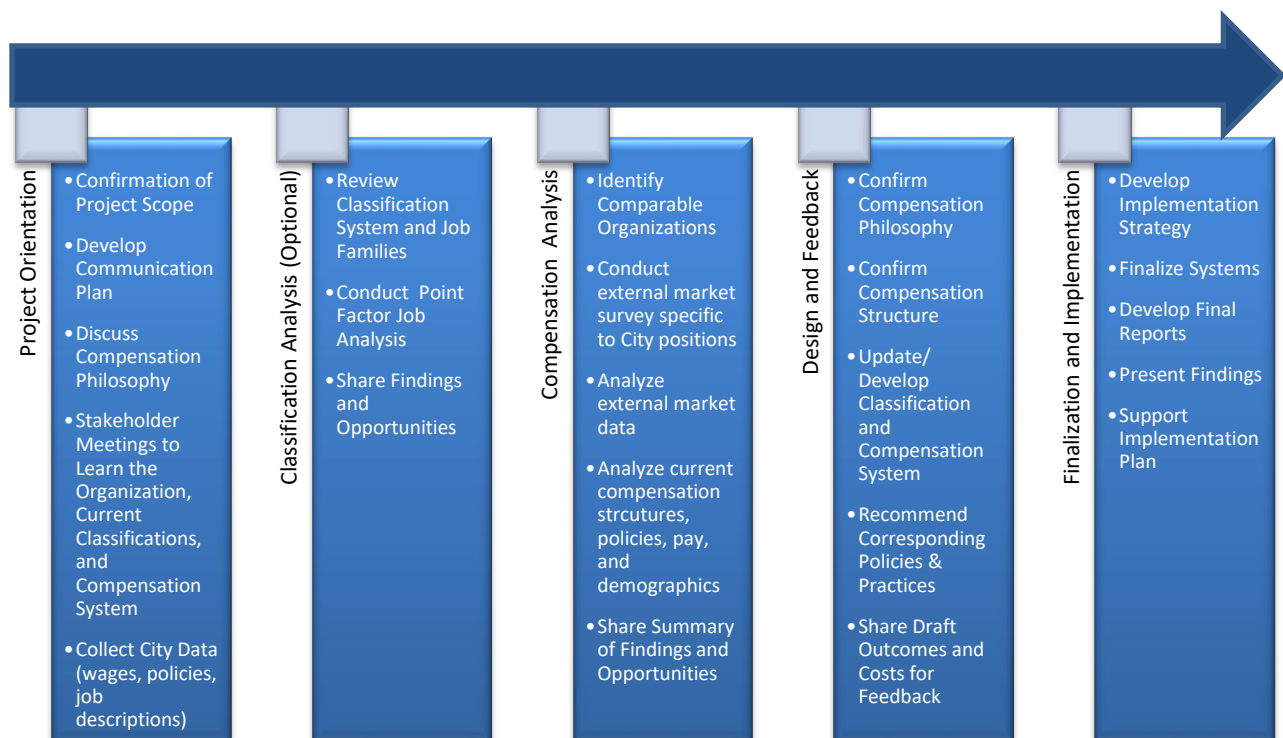 Project Orientation
•Confirmation of
Project Scope
•Develop
Communication
Plan
•Discuss
Compensation
Philosophy
•Stakeholder
Meetings to
Learn the
Organization,
Current
Classifications,
and
Compensation
System
•Collect City Data
(wages, policies,
job
descriptions)
Classification Analysis (Optional)
•Review
Classification
System and Job
Families
•Conduct Point
Factor Job
Analysis
•Share Findings
and
Opportunities
Compensation Analysis
•Identify
Comparable
Organizations
•Conduct
external market
survey specific
to City positions
•Analyze
external market
data
•Analyze current
compensation
strcutures,
policies, pay,
and
demographics
•Share Summary
of Findings and
Opportunities
Design and Feedback
•Confirm
Compensation
Philosophy
•Confirm
Compensation
Structure
•Update/
Develop
Classification
and
Compensation
System
•Recommend
Corresponding
Policies &
Practices
•Share Draft
Outcomes and
Costs for
Feedback
Finalization and Implementation
•Develop
Implementation
Strategy
•Finalize Systems
•Develop Final
Reports
•Present Findings
•Support
Implementation
Plan